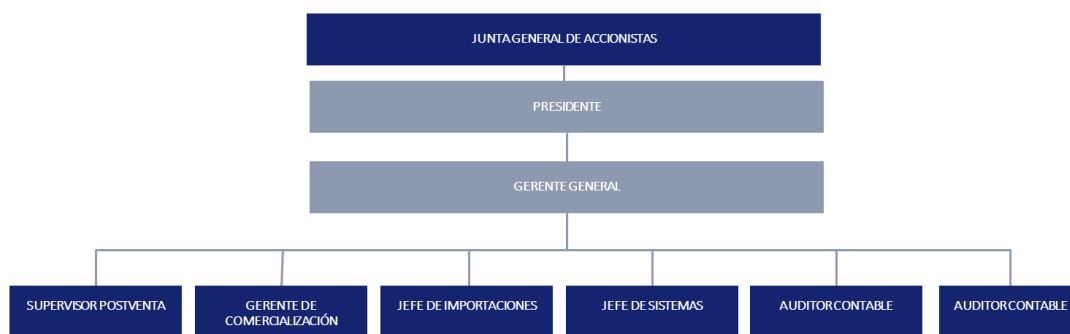 JUNTA GENERAL DE ACCIONISTAS
PRESIDENTE
GERENTE GENERAL
SUPERVISOR POSTVENTA
GERENTE DE
COMERCIALIZACIÓN
JEFE DE IMPORTACIONES
JEFE DE SISTEMAS
AUDITOR CONTABLE
AUDITOR CONTABLE